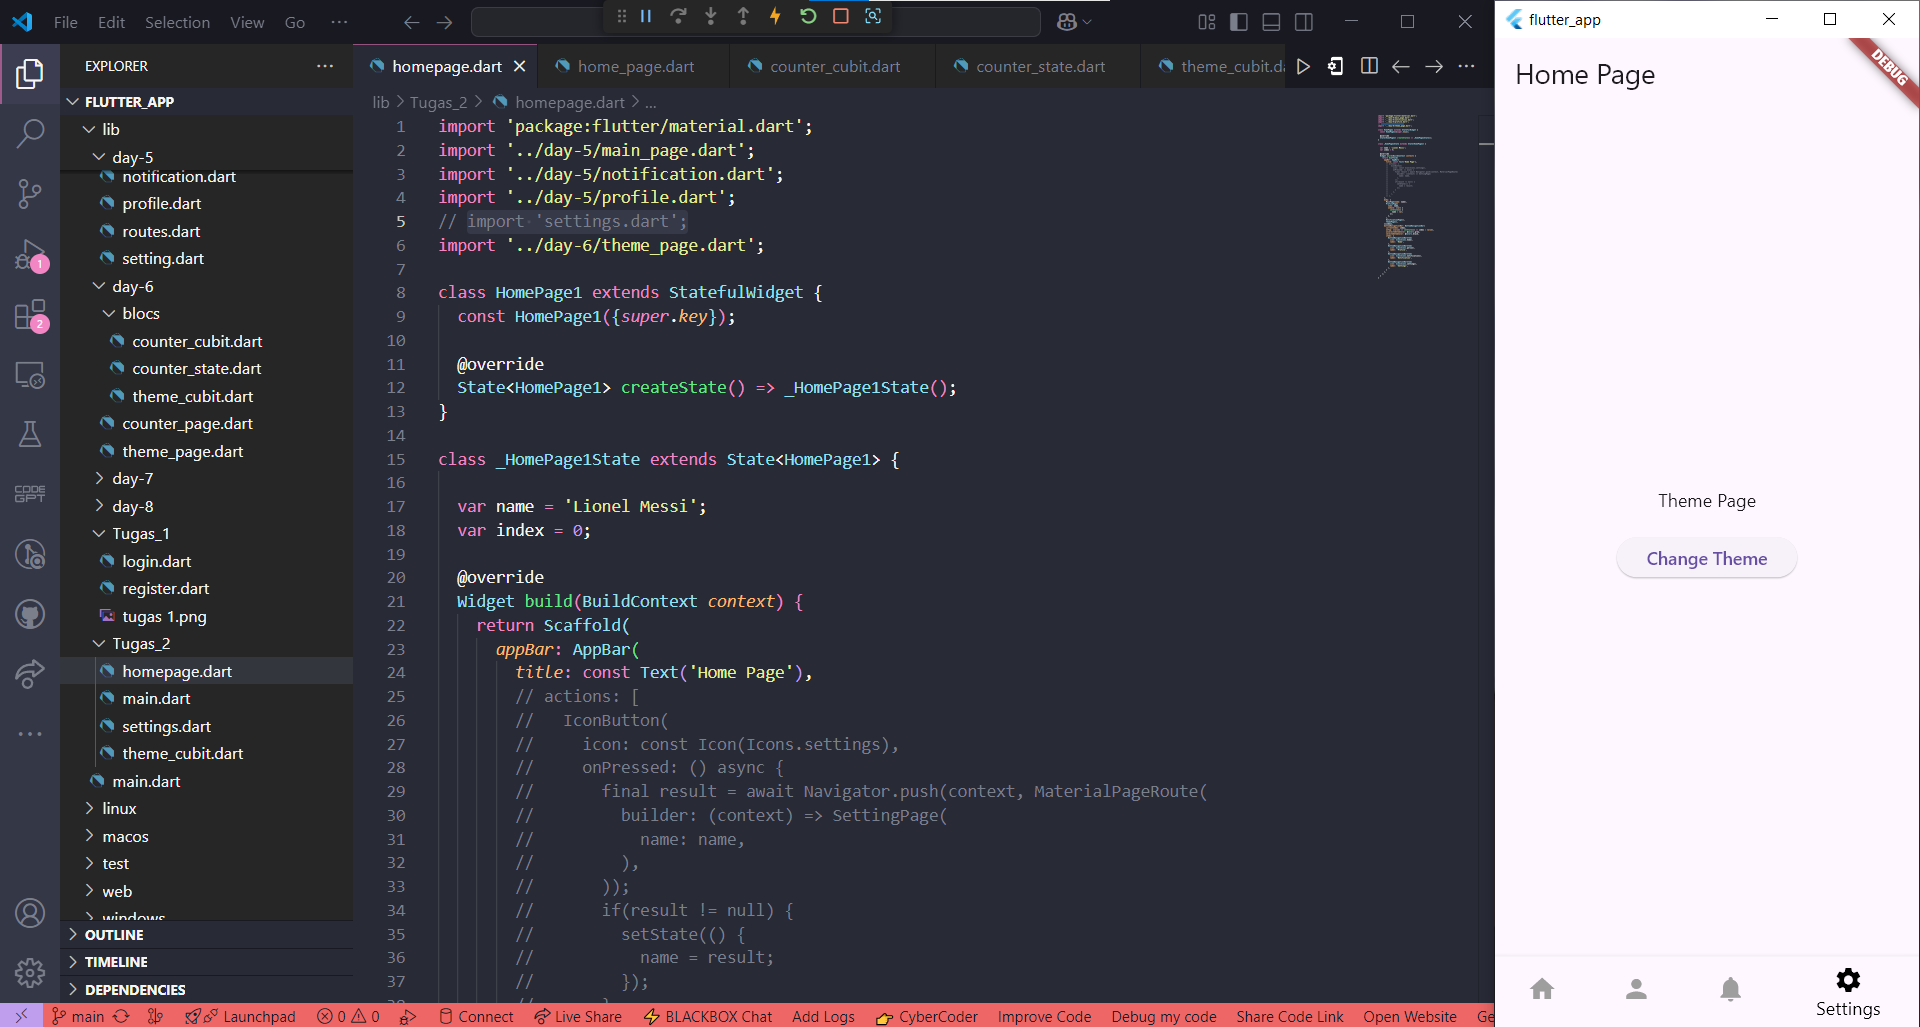 File Edit Selection View Go ···
EXPLORER
FLUTTER_APP
lib
day-5
notification.dart
profile.dart
routes.dart
setting.dart
day-6
blocs
counter_cubit.dart
counter_state.dart
theme_cubit.dart
counter_page.dart
theme_page.dart
day-7
day-8
Tugas_1
login.dart
register.dart
tugas 1.png
Tugas_2
homepage.dart
main.dart
settings.dart
theme_cubit.dart
main.dart
linux
macos
test
web
windows
OUTLINE
TIMELINE
DEPENDENCIES
1
2
CODE
GPT
homepage.dart home_page.dart counter_cubit.dart counter_state.dart theme_cubit.da
lib > Tugas_2 > homepage.dart > ...
1 import 'package:flutter/material.dart';
2 import '../day-5/main_page.dart';
3 import '../day-5/notification.dart';
4 import '../day-5/profile.dart';
5 // import 'settings.dart';
6 import '../day-6/theme_page.dart';
7
8 class HomePage1 extends StatefulWidget {
9 const HomePage1({super.key});
10
11 @override
12 State<HomePage1> createState() => _HomePage1State();
13 }
14
15 class _HomePage1State extends State<HomePage1> {
16
17 var name = 'Lionel Messi';
18 var index = 0;
19
20 @override
21 Widget build(BuildContext context) {
22 return Scaffold(
23 appBar: AppBar(
24 title: const Text('Home Page'),
25 // actions: [
26 // IconButton(
27 // icon: const Icon(Icons.settings),
28 // onPressed: () async {
29 // final result = await Navigator.push(context, MaterialPageRoute(
30 // builder: (context) => SettingPage(
31 // name: name,
32 // ),
33 // ));
34 // if(result != null) {
35 // setState(() {
36 // name = result;
37 // });
38 // }
main 0 0 Launchpad Connect Live Share BLACKBOX Chat Add Logs CyberCoder Improve Code Debug my code Share Code Link Open Website Ge
flutter_app
DEBUG
Home Page
Theme Page
Change Theme
Settings